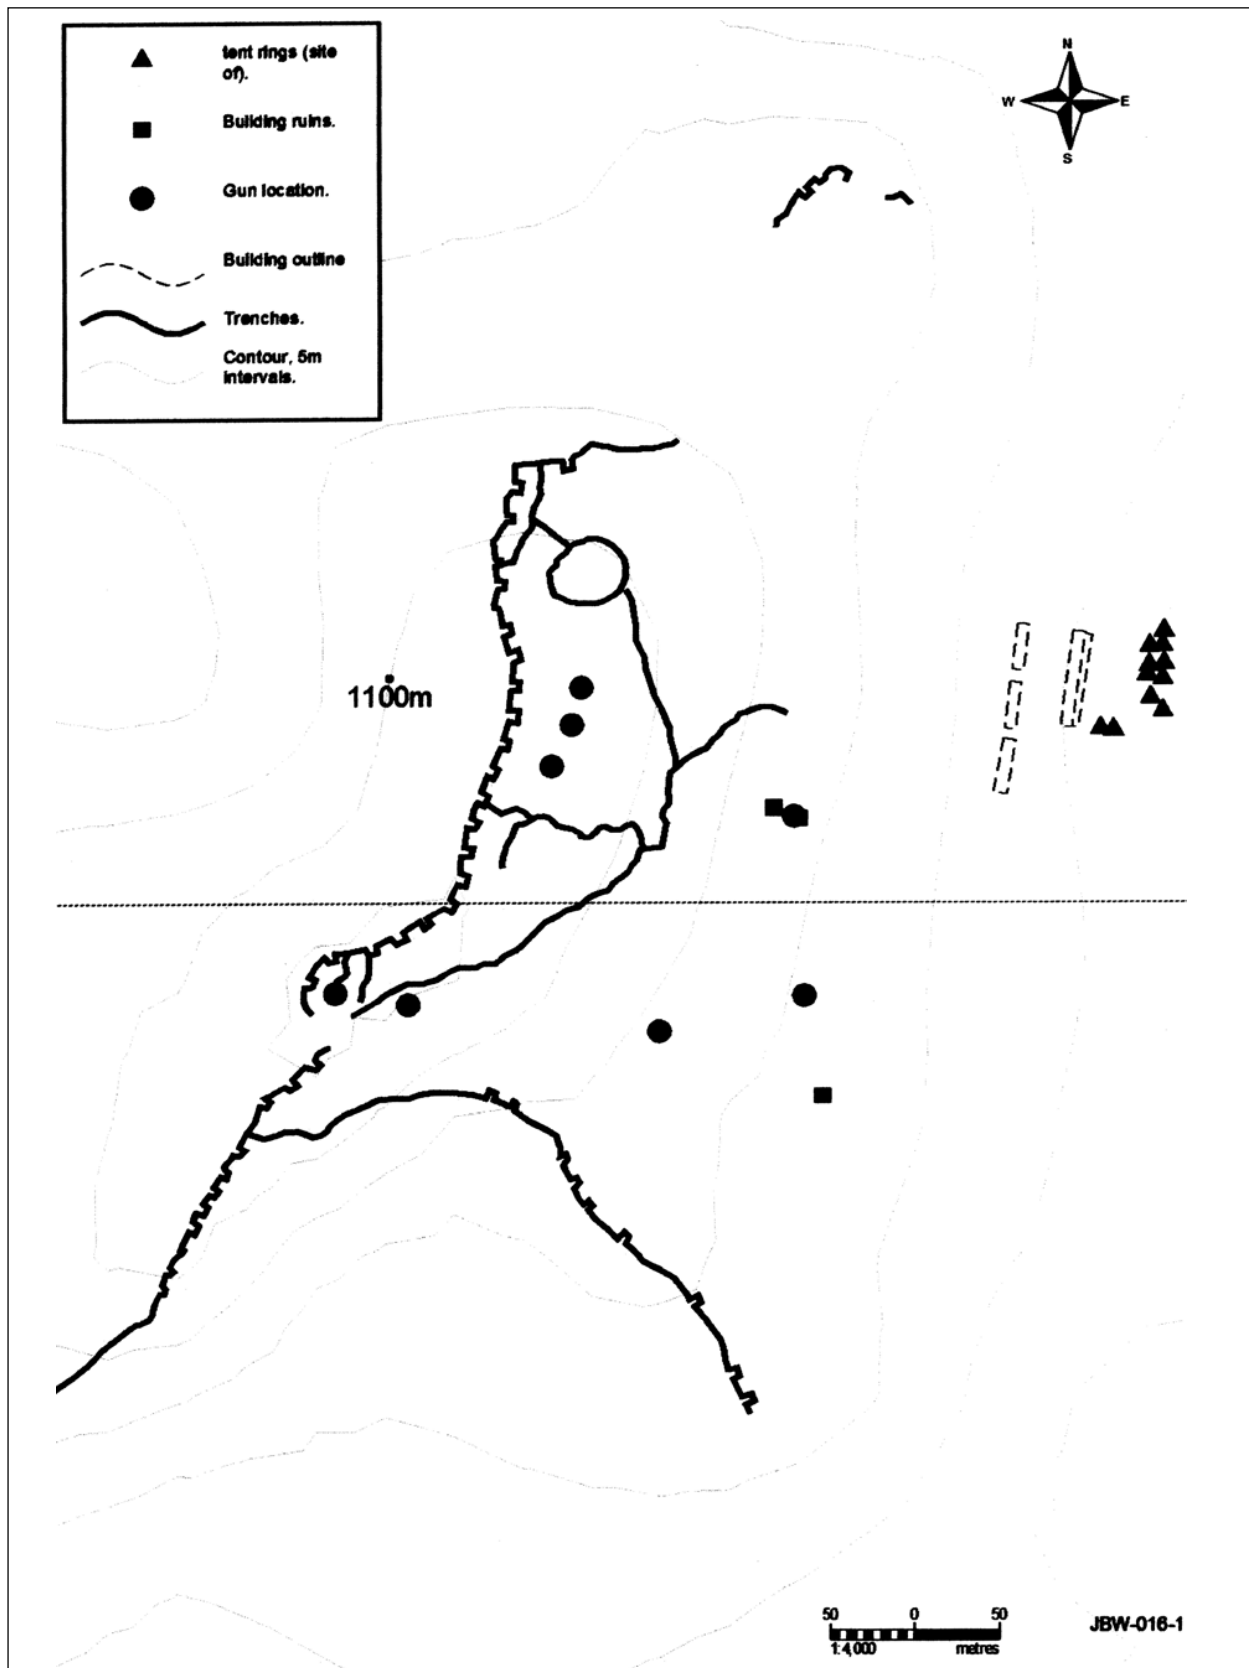 tent rings (site
of).
Building ruins.
Gun location.
Building outline
Trenches.
Contour, 5m
intervals.
N
W
E
S
1100m
50
0
50
1:4,000
metres
JBW-016-1